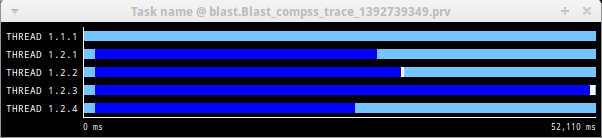 Task name @ blast.Blast_compss_trace_1392739349.prv
THREAD 1.1.1
THREAD 1.2.1
THREAD 1.2.2
THREAD 1.2.3
THREAD 1.2.4
0 ms 52,110 ms